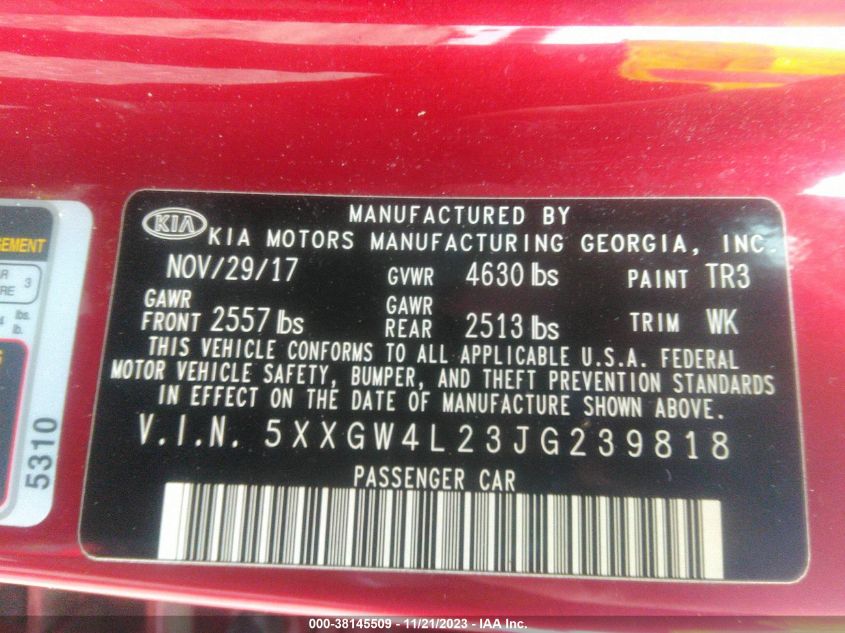 MANUFACTURED BY
KIA KIA MOTORS MANUFACTURING GEORGIA, INC.
NOV/29/17 GVWR 4630 lbs PAINT TR3
GAWR FRONT 2557 lbs GAWR REAR 2513 lbs TRIM WK
THIS VEHICLE CONFORMS TO ALL APPLICABLE U.S.A. FEDERAL
MOTOR VEHICLE SAFETY, BUMPER, AND THEFT PREVENTION STANDARDS
IN EFFECT ON THE DATE OF MANUFACTURE SHOWN ABOVE.
V.I.N. 5XXGW4L23JG239818
PASSENGER CAR
5310
000-38145509 - 11/21/2023 - IAA Inc.